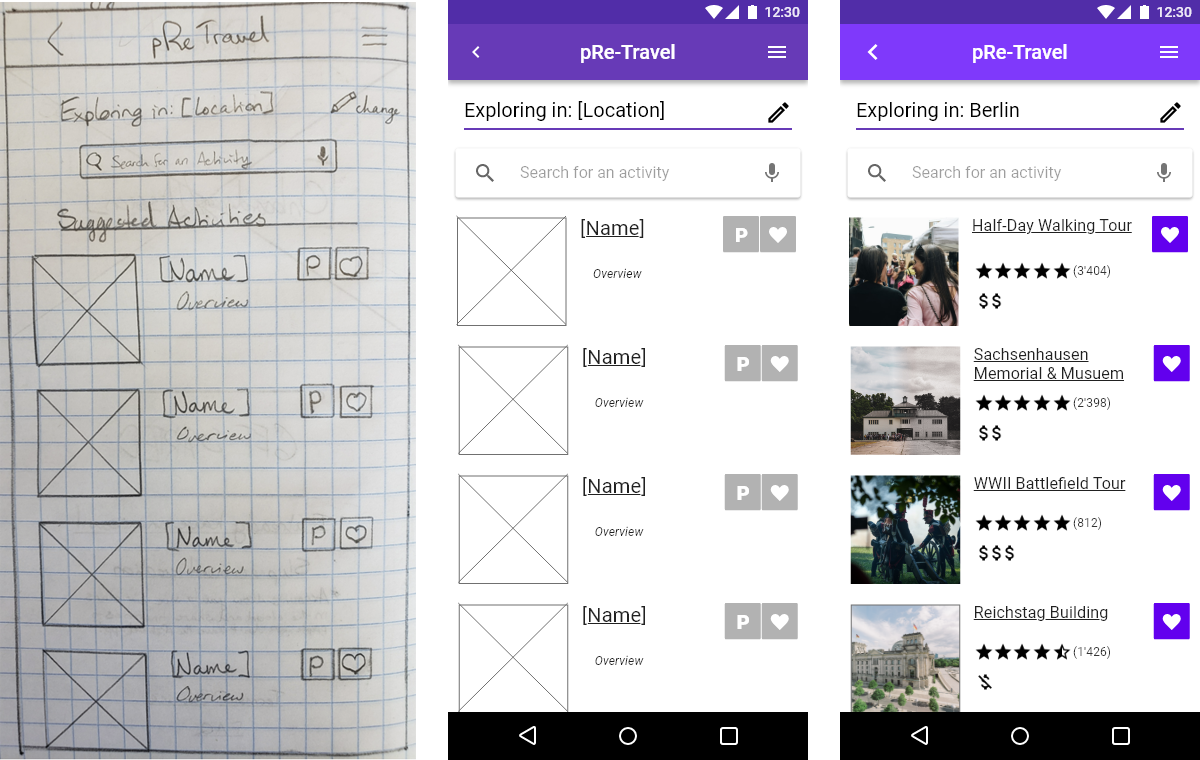 pRe Travel
Exploring in: [Location]
change
Search for an Activity
Suggested Activities
[Name]
P
Overview
[Name]
P
Overview
[Name]
P
Overview
[Name]
P
Overview
12:30
pRe-Travel
Exploring in: [Location]
Search for an activity
[Name]
P
Overview
[Name]
P
Overview
[Name]
P
Overview
[Name]
P
Overview
12:30
pRe-Travel
Exploring in: Berlin
Search for an activity
Half-Day Walking Tour
(3'404)
$$
Sachsenhausen
Memorial & Musuem
(2'398)
$$
WWII Battlefield Tour
(812)
$$$
Reichstag Building
(1'426)